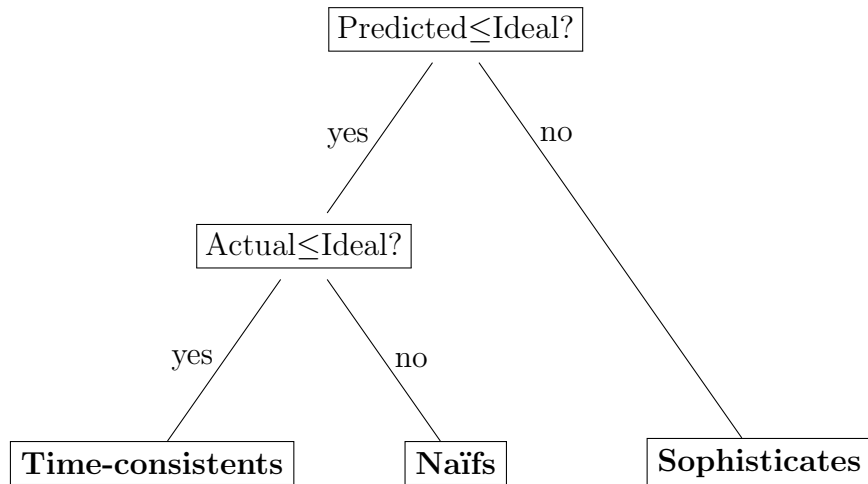 Predicted≤Ideal?
yes
no
Actual≤Ideal?
yes
no
Time-consistents
Naïfs
Sophisticates